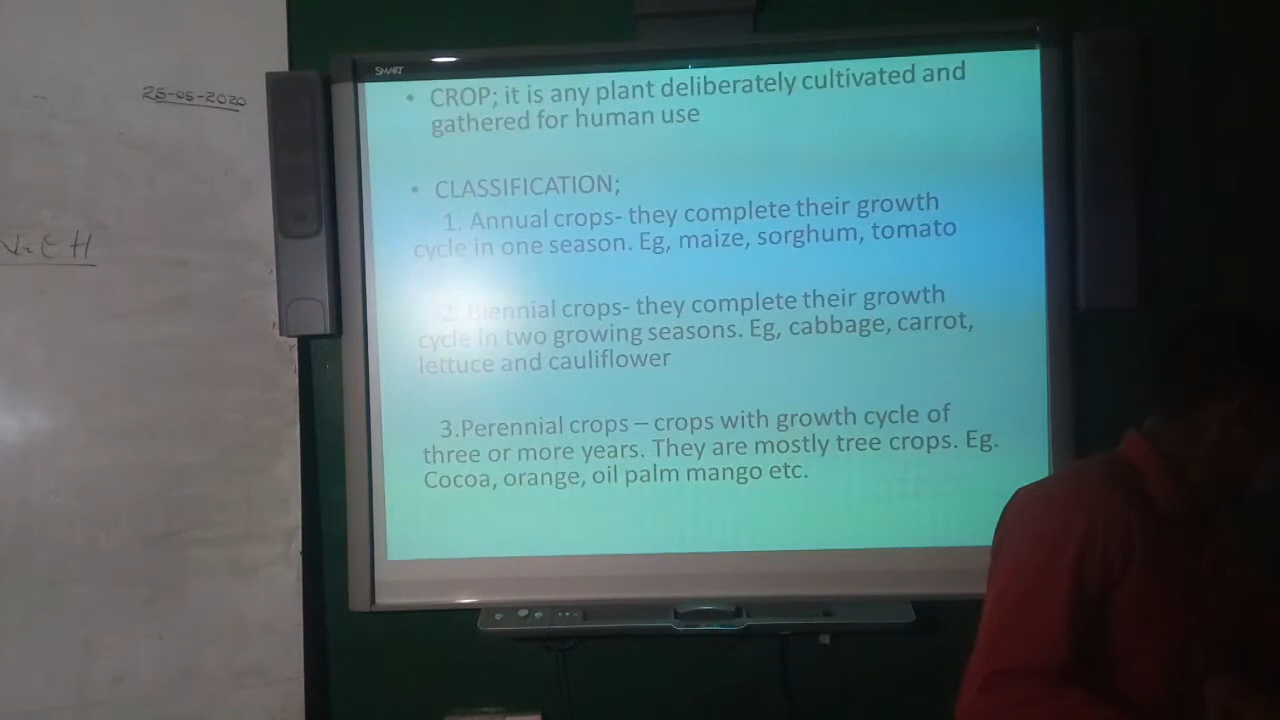 SMART
25-05-2020
• CROP; it is any plant deliberately cultivated and
gathered for human use
• CLASSIFICATION;
1. Annual crops- they complete their growth
cycle in one season. Eg, maize, sorghum, tomato
2. Biennial crops- they complete their growth
cycle in two growing seasons. Eg, cabbage, carrot,
lettuce and cauliflower
3.Perennial crops – crops with growth cycle of
three or more years. They are mostly tree crops. Eg.
Cocoa, orange, oil palm mango etc.